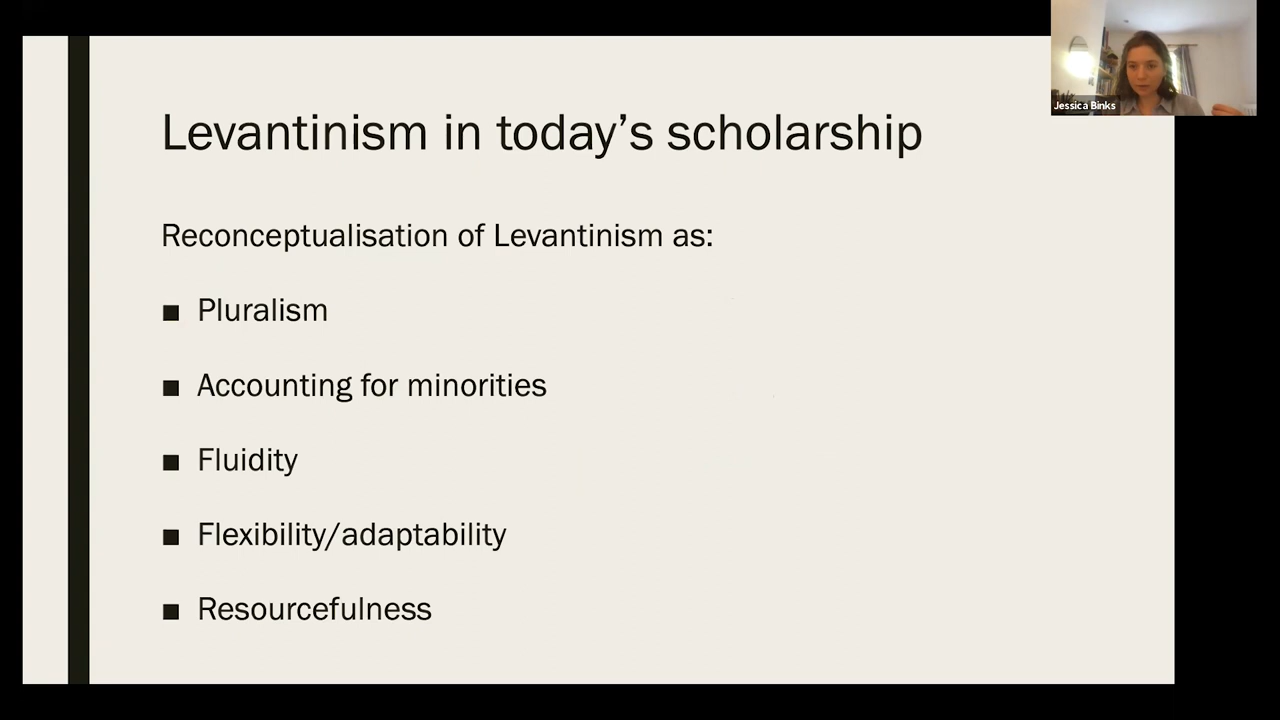 Levantinism in today’s scholarship
Jessica Binks
Reconceptualisation of Levantinism as:
■ Pluralism
■ Accounting for minorities
■ Fluidity
■ Flexibility/adaptability
■ Resourcefulness